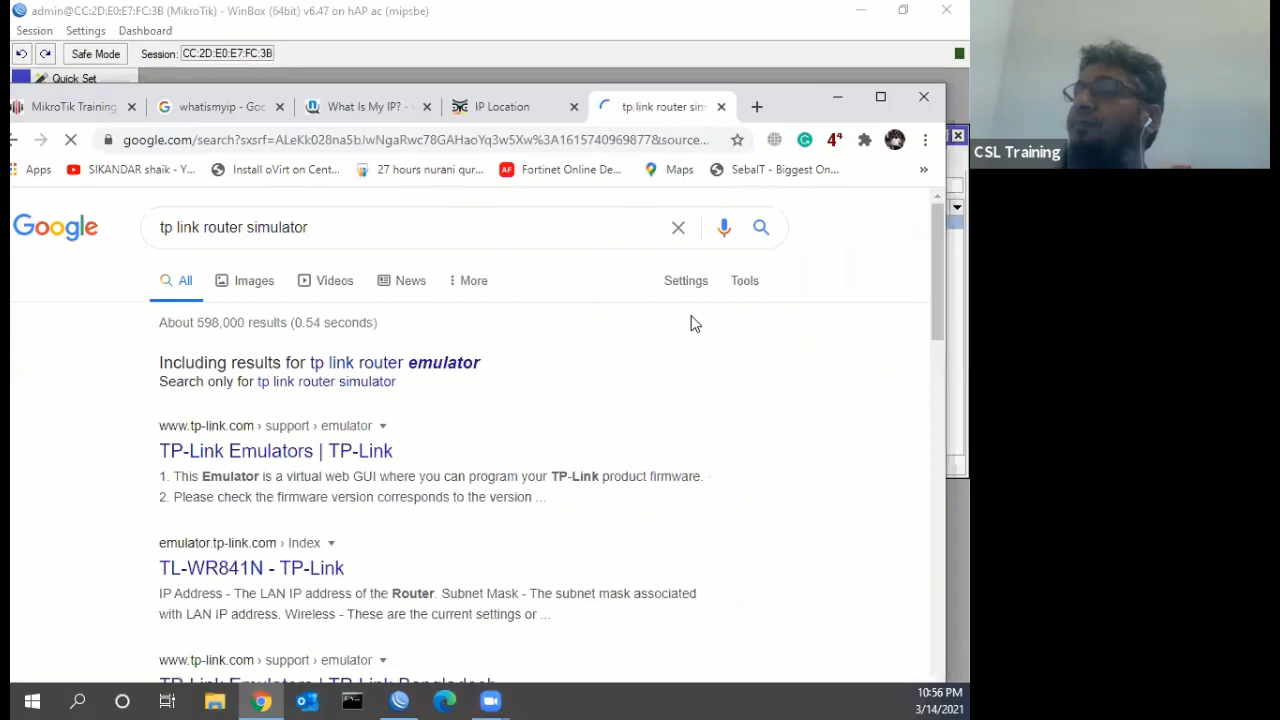 admin@CC:2D:E0:E7:FC:3B (MikroTik) - WinBox (64bit) v6.47 on hAP ac (mipsbe)
Session Settings Dashboard
Safe Mode Session: CC:2D:E0:E7:FC:3B
Quick Set
MikroTik Training whatismyip - Goo What Is My IP? - IP Location tp link router sim
google.com/search?sxsrf=ALeKk028na5bJwNgaRwc78GAHaoYq3w5Xw%3A1615740969877&source...
Apps SIKANDAR shaik - Y... Install oVirt on Cent... 27 hours nurani qur... Fortinet Online De... Maps SebaIT - Biggest On... »
Google tp link router simulator
All Images Videos News More Settings Tools
About 598,000 results (0.54 seconds)
Including results for tp link router emulator
Search only for tp link router simulator
www.tp-link.com › support › emulator
TP-Link Emulators | TP-Link
1. This Emulator is a virtual web GUI where you can program your TP-Link product firmware.
2. Please check the firmware version corresponds to the version ...
emulator.tp-link.com › Index
TL-WR841N - TP-Link
IP Address - The LAN IP address of the Router. Subnet Mask - The subnet mask associated
with LAN IP address. Wireless - These are the current settings or ...
www.tp-link.com › support › emulator
TP-Link Emulators | TP-Link Bangladesh
10:56 PM
3/14/2021
CSL Training